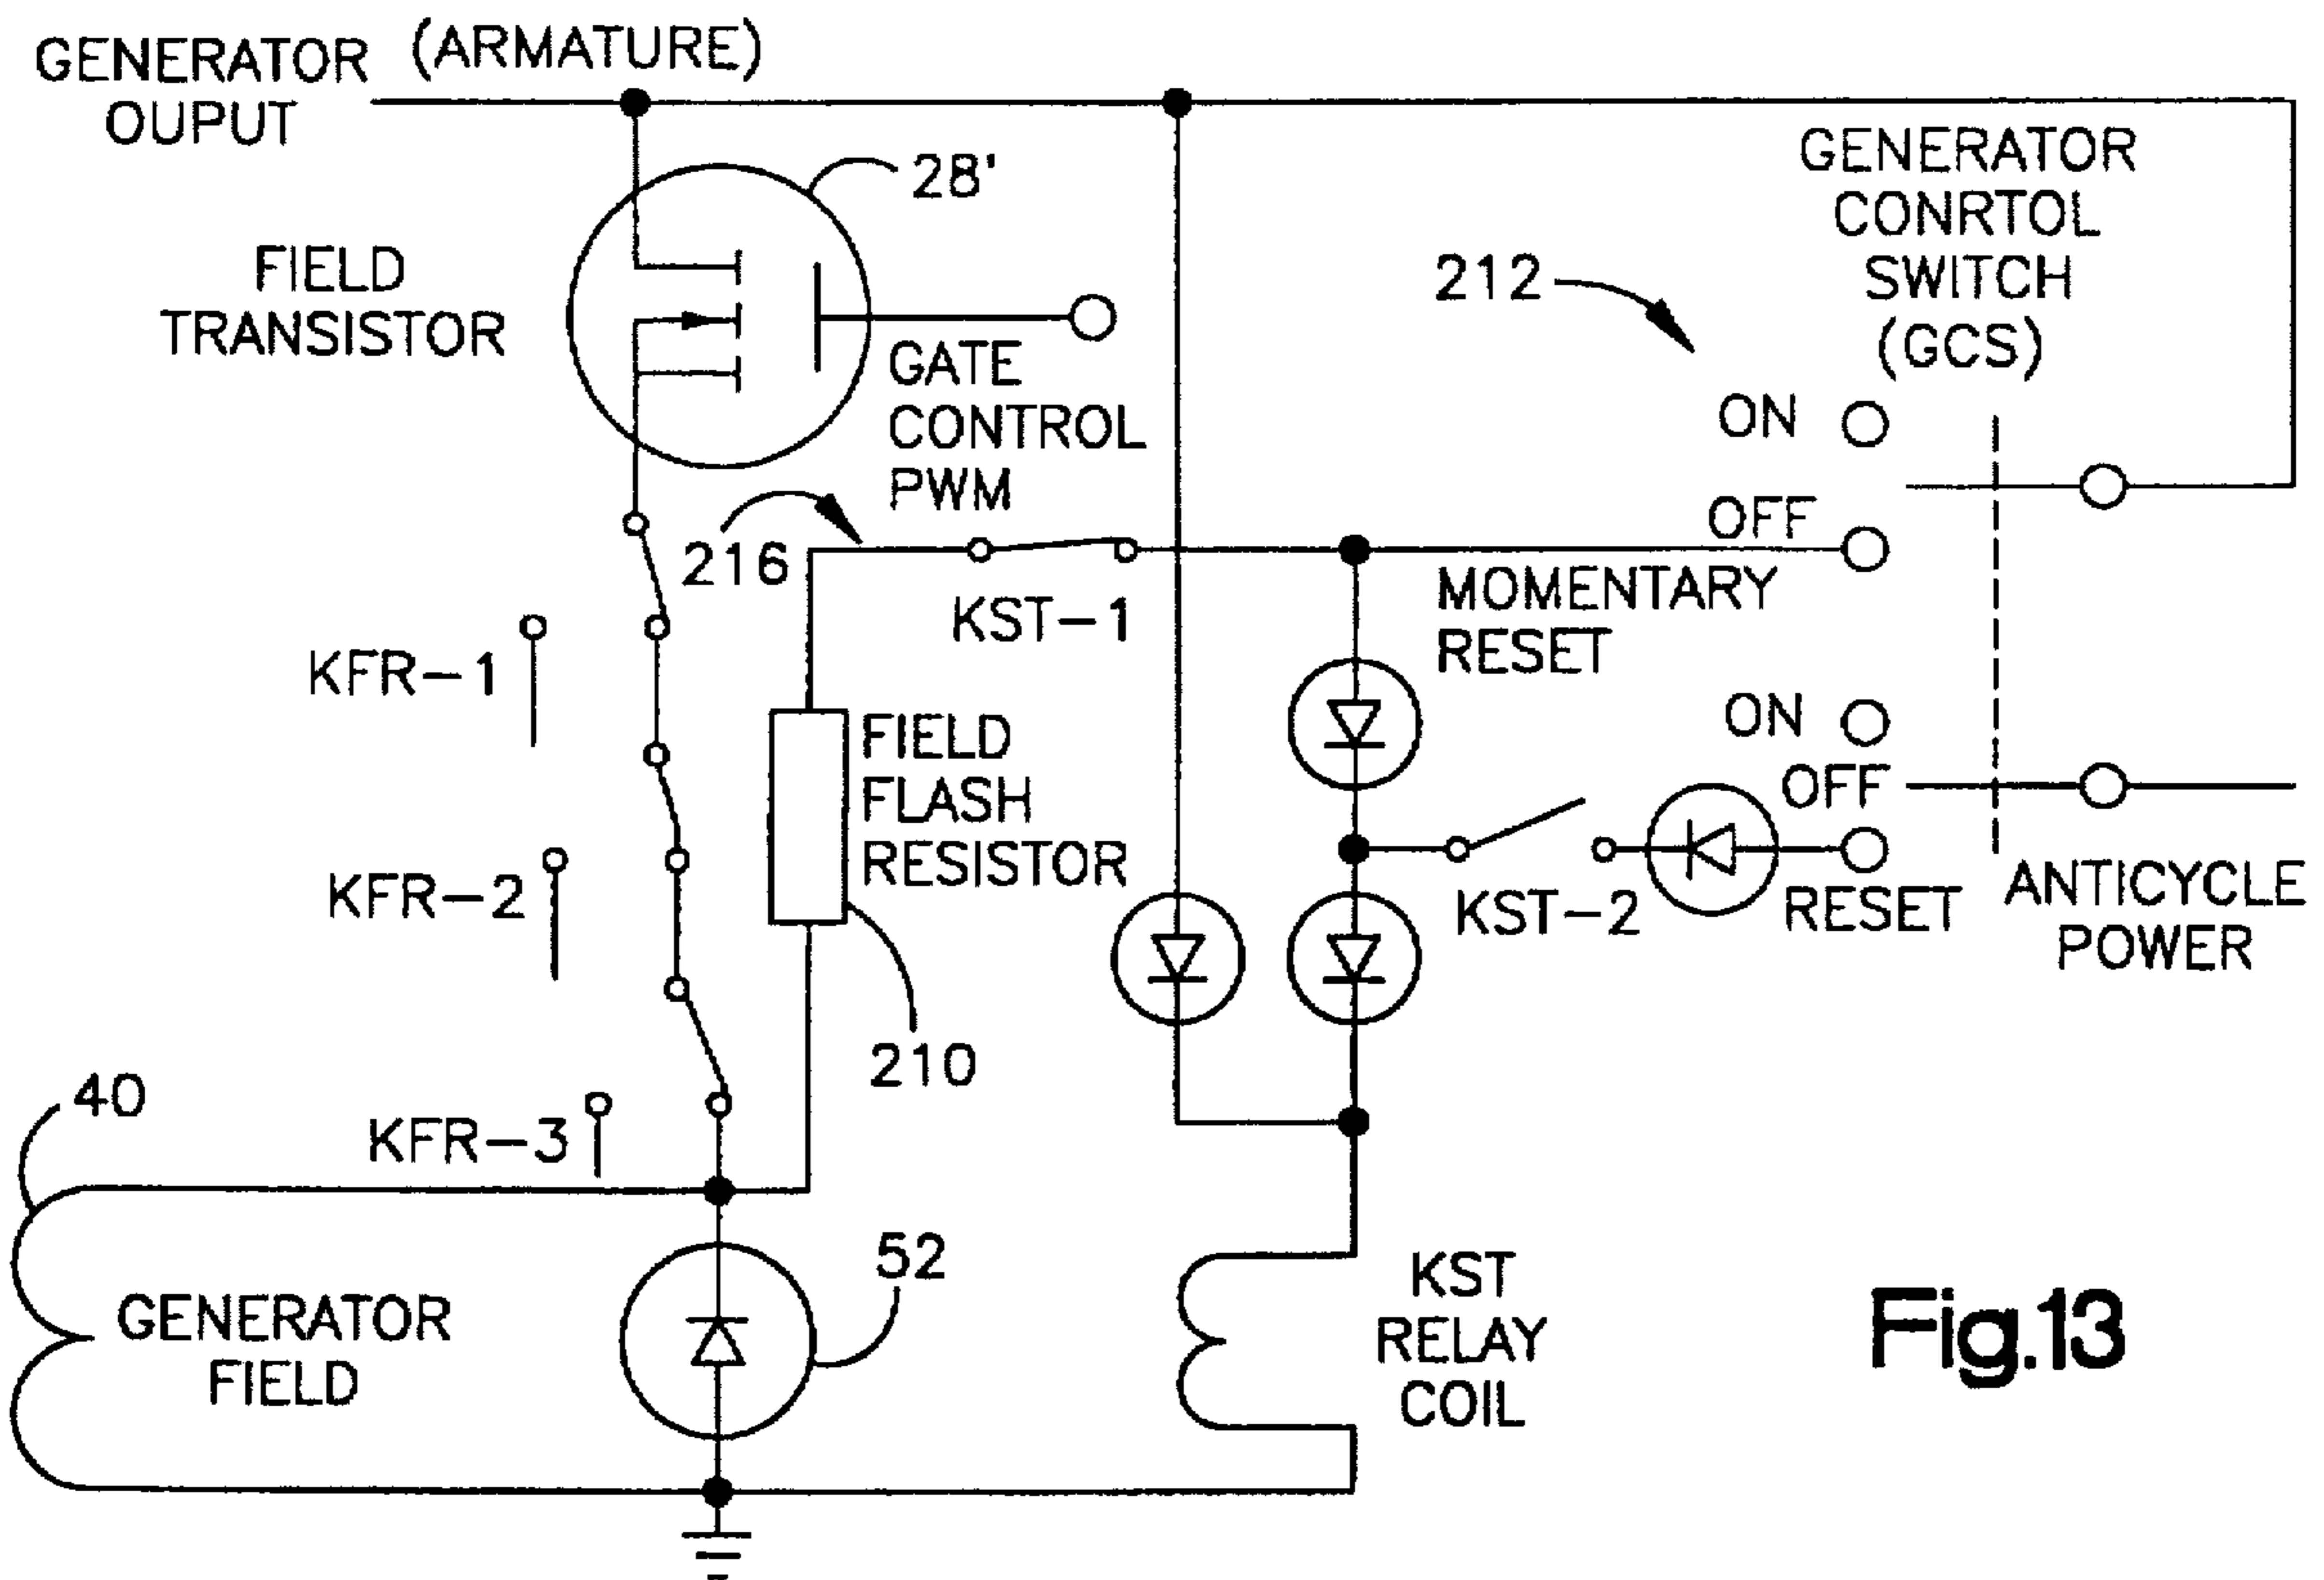 GENERATOR (ARMATURE)
OUPUT
28'
FIELD
TRANSISTOR
GATE
CONTROL
PWM
212
GENERATOR
CONRTOL
SWITCH
(GCS)
ON
OFF
216
KST-1
MOMENTARY
RESET
KFR-1
FIELD
FLASH
RESISTOR
ON
OFF
KFR-2
KST-2
RESET
ANTICYCLE
POWER
210
40
KFR-3
52
GENERATOR
FIELD
KST
RELAY
COIL
Fig.13